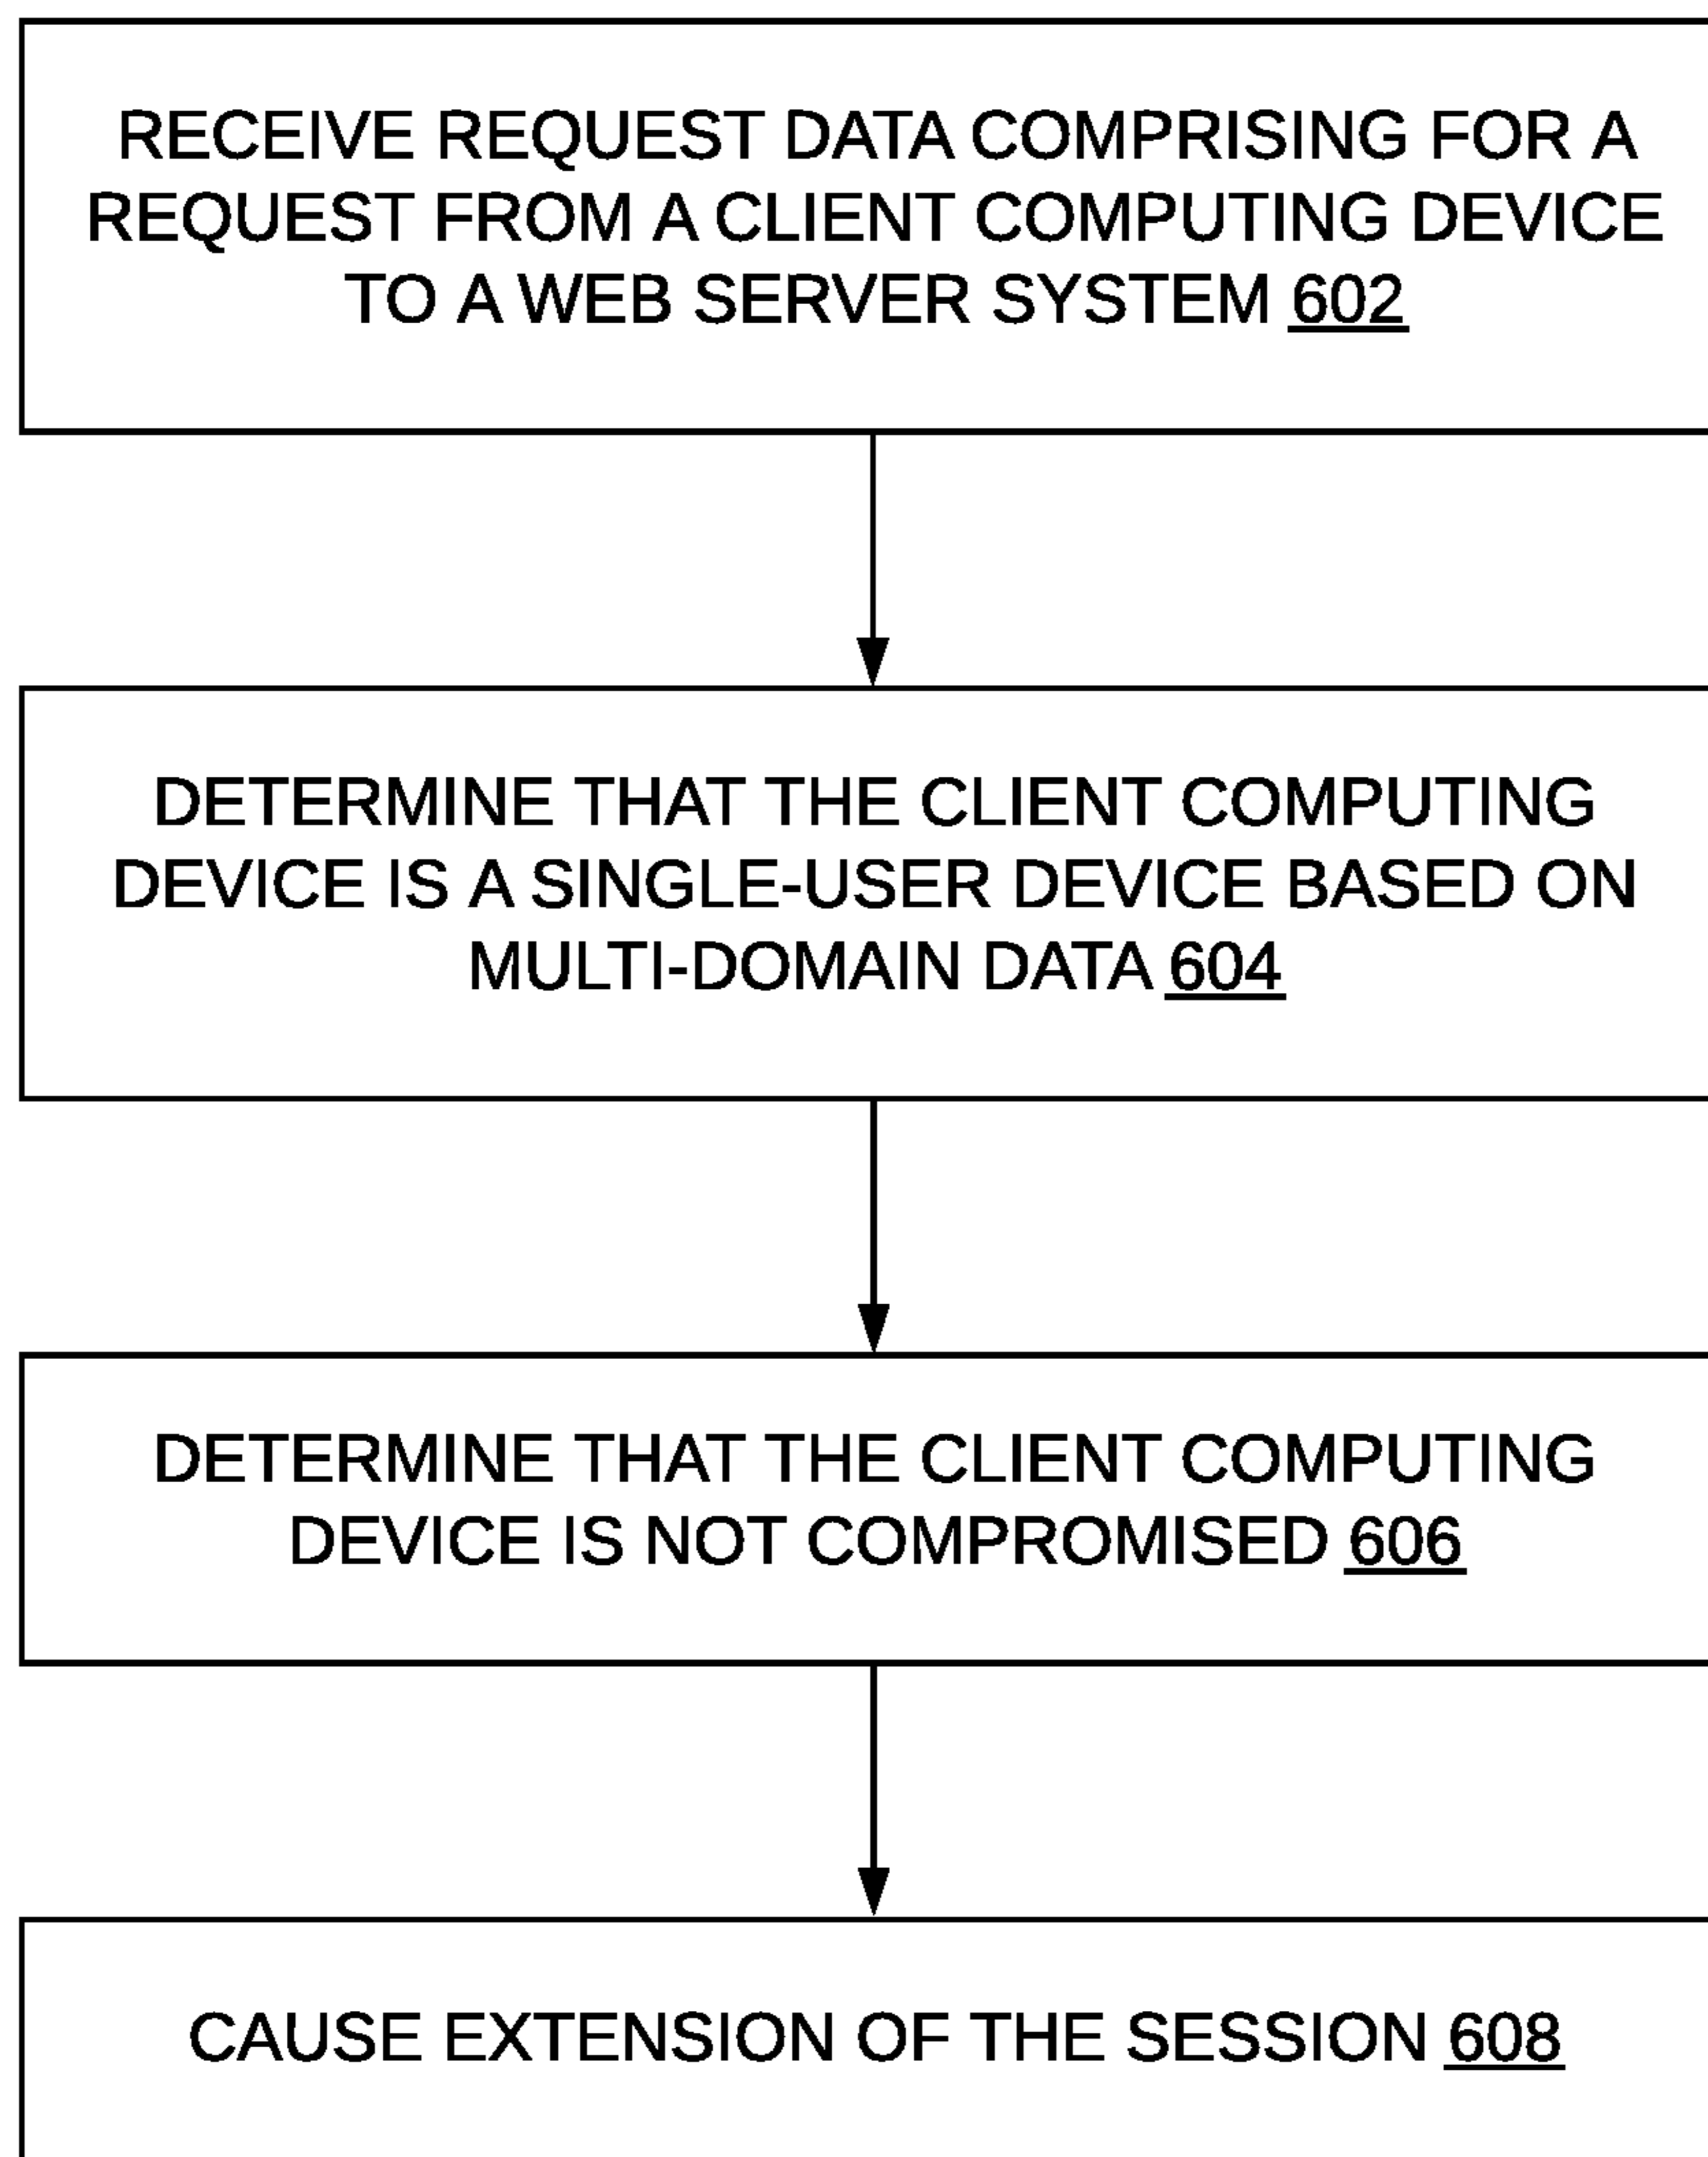 RECEIVE REQUEST DATA COMPRISING FOR A
REQUEST FROM A CLIENT COMPUTING DEVICE
TO A WEB SERVER SYSTEM 602
DETERMINE THAT THE CLIENT COMPUTING
DEVICE IS A SINGLE-USER DEVICE BASED ON
MULTI-DOMAIN DATA 604
DETERMINE THAT THE CLIENT COMPUTING
DEVICE IS NOT COMPROMISED 606
CAUSE EXTENSION OF THE SESSION 608